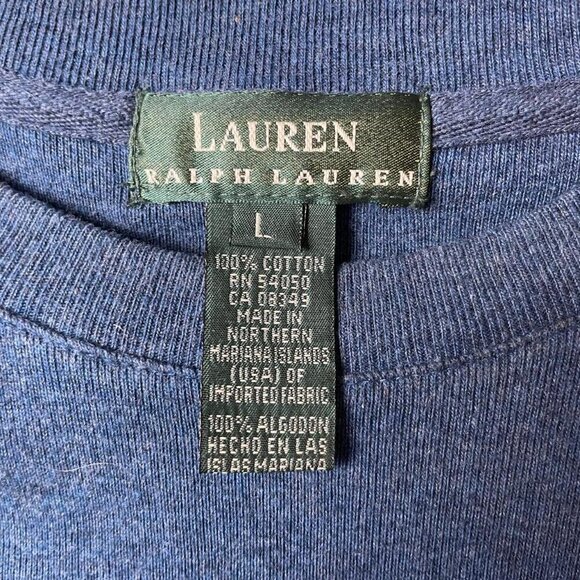 LAUREN
RALPH LAUREN
L
100% COTTON
RN 54050
CA 08349
MADE IN
NORTHERN
MARIANA ISLANDS
(USA) OF
IMPORTED FABRIC
100% ALGODON
HECHO EN LAS
ISLAS MARIANA